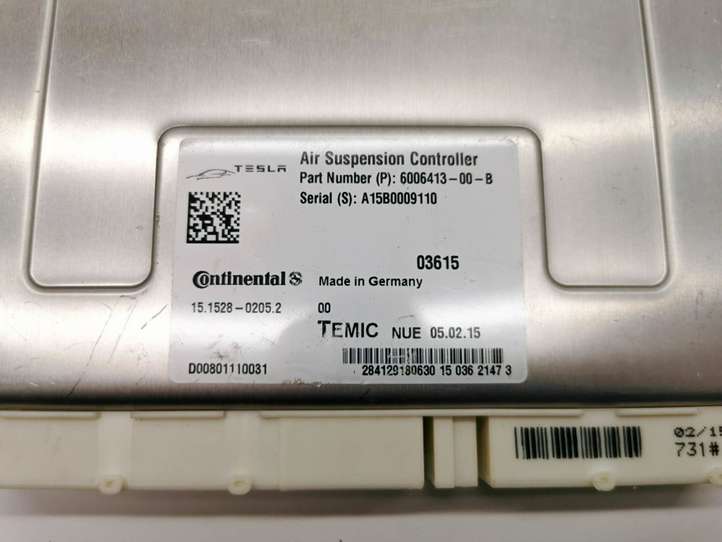 TESLA
Air Suspension Controller
Part Number (P): 6006413-00-B
Serial (S): A15B0009110
03615
Continental
Made in Germany
15.1528-0205.2
00
TEMIC NUE 05.02.15
D00801110031
284129180630 15 036 2147 3
02/15
731#